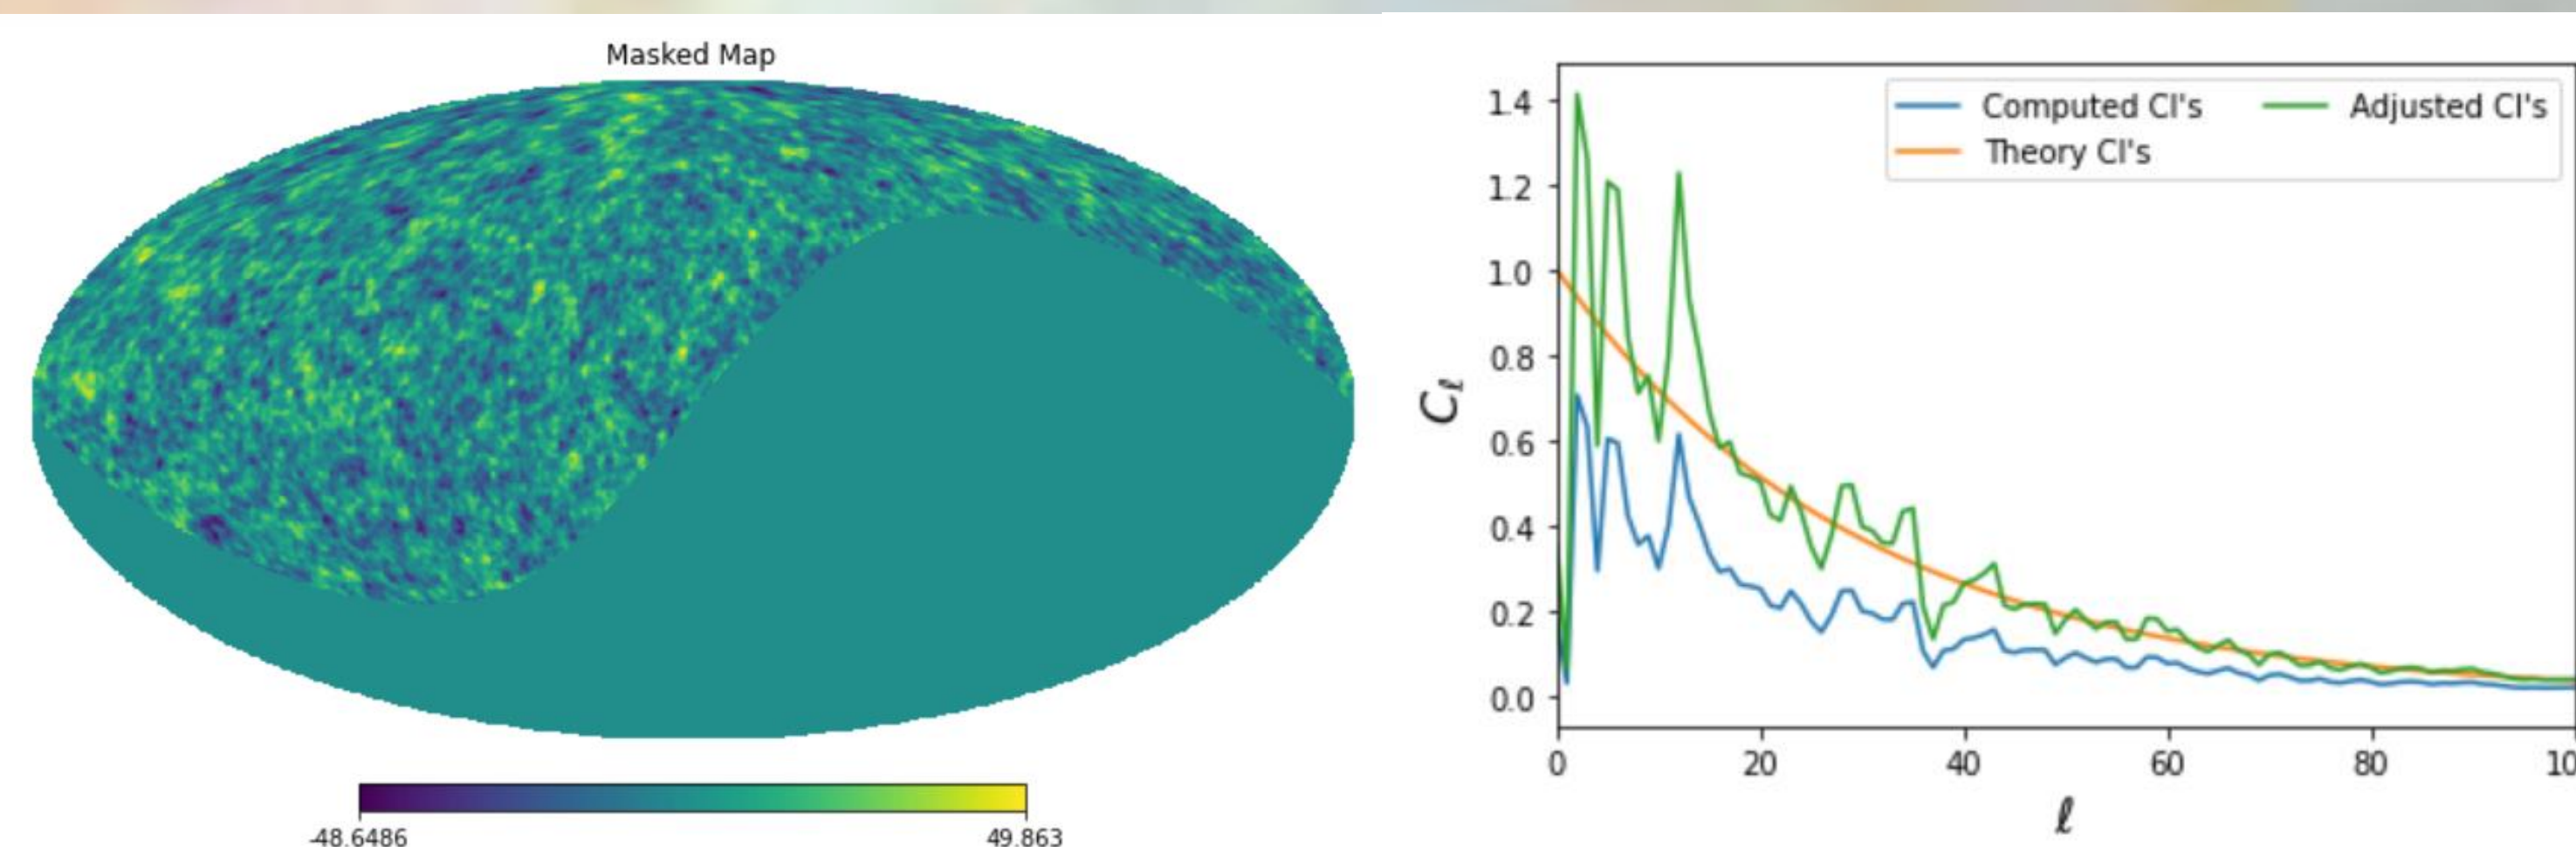 Masked Map
-48.6486
49.863
1.4
1.2
1.0
0.8
0.6
0.4
0.2
0.0
Cℓ
Computed Cl's
Theory Cl's
Adjusted Cl's
0
20
40
60
80
10
ℓ